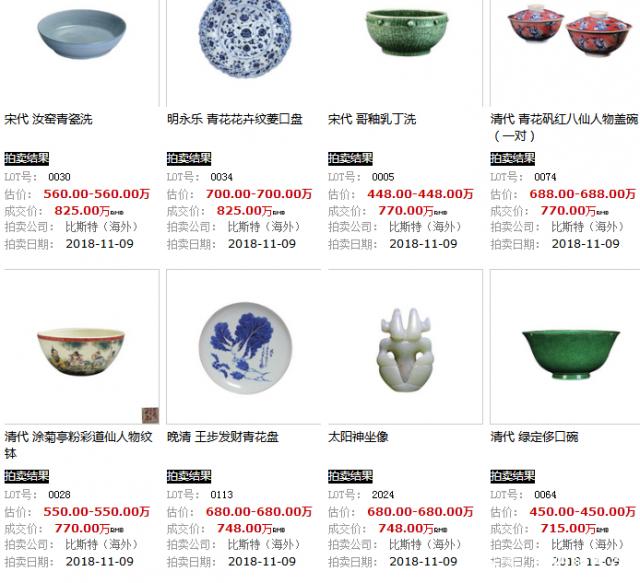 宋代 汝窑青瓷洗
拍卖结果
LOT号： 0030
估价： 560.00-560.00万
成交价： 825.00万RMB
拍卖公司： 比斯特（海外）
拍卖日期： 2018-11-09
明永乐 青花花卉纹菱口盘
拍卖结果
LOT号： 0034
估价： 700.00-700.00万
成交价： 825.00万RMB
拍卖公司： 比斯特（海外）
拍卖日期： 2018-11-09
宋代 哥釉乳丁洗
拍卖结果
LOT号： 0005
估价： 448.00-448.00万
成交价： 770.00万RMB
拍卖公司： 比斯特（海外）
拍卖日期： 2018-11-09
清代 青花矾红八仙人物盖碗
（一对）
拍卖结果
LOT号： 0074
估价： 688.00-688.00万
成交价： 770.00万RMB
拍卖公司： 比斯特（海外）
拍卖日期： 2018-11-09
清代 涂菊亭粉彩道仙人物纹
钵
拍卖结果
LOT号： 0028
估价： 550.00-550.00万
成交价： 770.00万RMB
拍卖公司： 比斯特（海外）
拍卖日期： 2018-11-09
晚清 王步发财青花盘
拍卖结果
LOT号： 0113
估价： 680.00-680.00万
成交价： 748.00万RMB
拍卖公司： 比斯特（海外）
拍卖日期： 2018-11-09
太阳神坐像
拍卖结果
LOT号： 2024
估价： 680.00-680.00万
成交价： 748.00万RMB
拍卖公司： 比斯特（海外）
拍卖日期： 2018-11-09
清代 绿定侈口碗
拍卖结果
LOT号： 0064
估价： 450.00-450.00万
成交价： 715.00万RMB
拍卖公司： 比斯特（海外）
拍卖日期： 2018-11-09